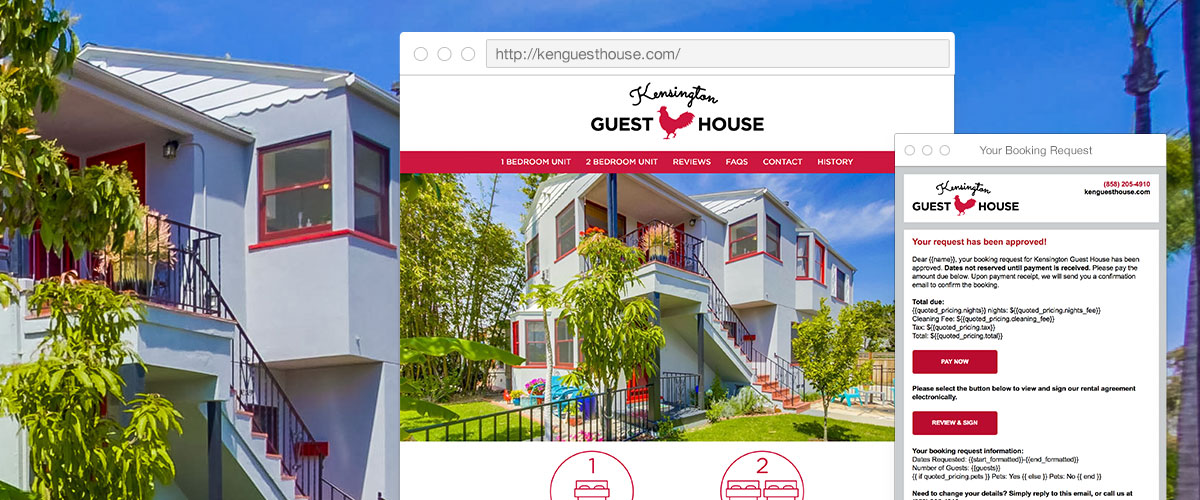 http://kenguesthouse.com/
Kensington
GUEST HOUSE
1 BEDROOM UNIT 2 BEDROOM UNIT REVIEWS FAQS CONTACT HISTORY
1
2
Your Booking Request
Kensington
GUEST HOUSE
(858) 205-4910
kenguesthouse.com
Your request has been approved!
Dear {{name}}, your booking request for Kensington Guest House has been
approved. Dates not reserved until payment is received. Please pay the
amount due below. Upon payment receipt, we will send you a confirmation
email to confirm the booking.
Total due:
{{quoted_pricing.nights}} nights: ${{quoted_pricing.nights_fee}}
Cleaning Fee: ${{quoted_pricing.cleaning_fee}}
Tax: ${{quoted_pricing.tax}}
Total: ${{quoted_pricing.total}}
PAY NOW
Please select the button below to view and sign our rental agreement
electronically.
REVIEW & SIGN
Your booking request information:
Dates Requested: {{start_formatted}}-{{end_formatted}}
Number of Guests: {{guests}}
{{ if quoted_pricing.pets }} Pets: Yes {{ else }} Pets: No {{ end }}
Need to change your details? Simply reply to this email, or call us at